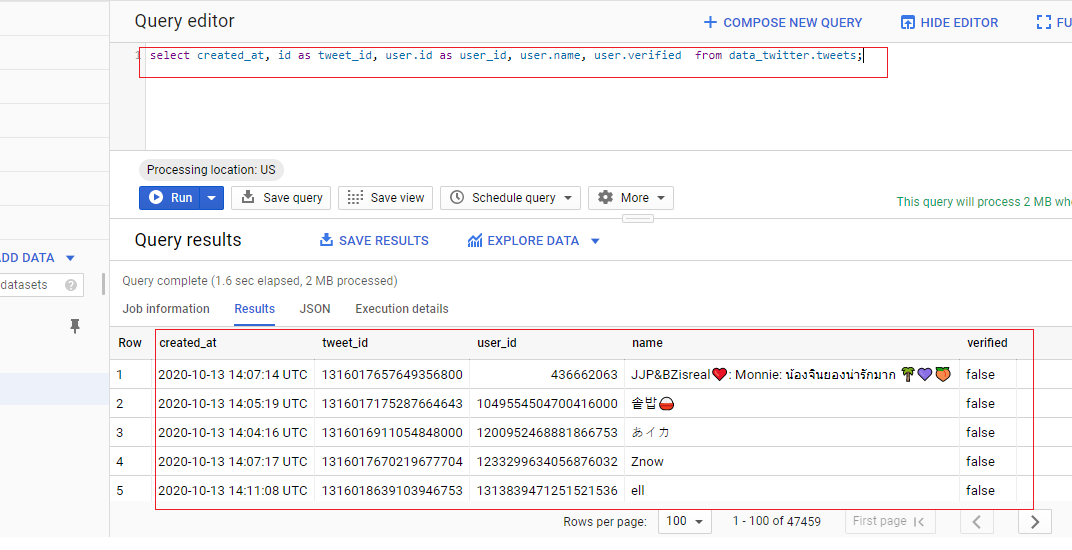 Query editor
COMPOSE NEW QUERY
HIDE EDITOR
FU
1 select created_at, id as tweet_id, user.id as user_id, user.name, user.verified from data_twitter.tweets;
Processing location: US
Run
Save query
Save view
Schedule query
More
This query will process 2 MB whe
ADD DATA
datasets
Query results
SAVE RESULTS
EXPLORE DATA
Query complete (1.6 sec elapsed, 2 MB processed)
Job information Results JSON Execution details
Row created_at tweet_id user_id name verified
1 2020-10-13 14:07:14 UTC 1316017657649356800 436662063 JJP&BZisreal❤️: Monnie: น้องจินยองน่ารักมาก 🌴💜🍑 false
2 2020-10-13 14:05:19 UTC 1316017175287664643 1049554504700416000 솥밥🍚 false
3 2020-10-13 14:04:16 UTC 1316016911054848000 1200952468881866753 あイカ false
4 2020-10-13 14:07:17 UTC 1316017670219677704 1233299634056876032 Znow false
5 2020-10-13 14:11:08 UTC 1316018639103946753 1313839471251521536 ell false
Rows per page: 100 1 - 100 of 47459 First page